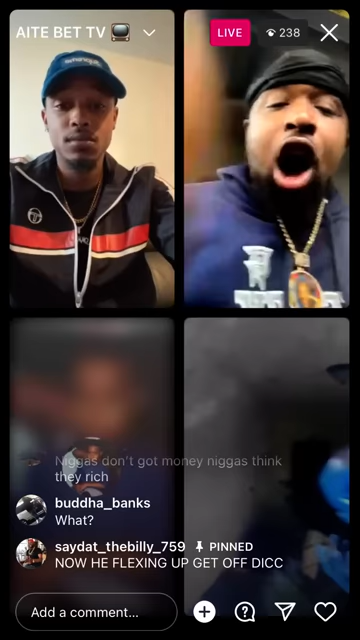 AITE BET TV 📺
LIVE
238
Niggas don't got money niggas think
they rich
buddha_banks
What?
saydat_thebilly_759 PINNED
NOW HE FLEXING UP GET OFF DICC
Add a comment...